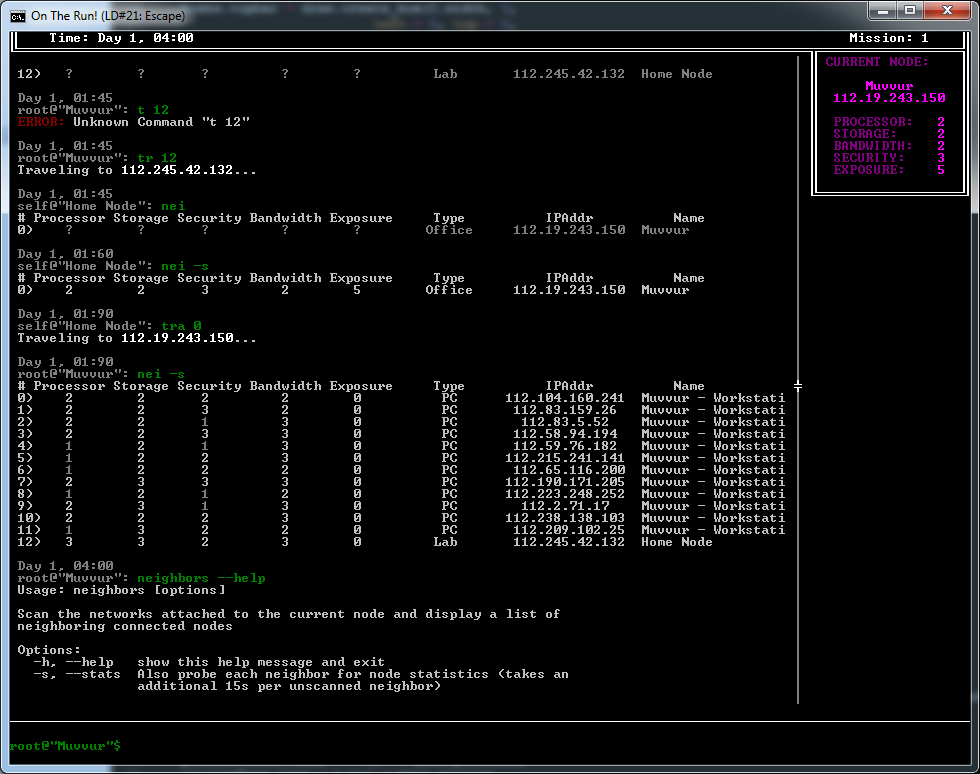 On The Run! (LD#21: Escape)
Time: Day 1, 04:00 Mission: 1
12) ? ? ? ? ? Lab 112.245.42.132 Home Node
Day 1, 01:45
root@"Muvvur": t 12
ERROR: Unknown Command "t 12"
Day 1, 01:45
root@"Muvvur": tr 12
Traveling to 112.245.42.132...
Day 1, 01:45
self@"Home Node": nei
# Processor Storage Security Bandwidth Exposure Type IPAddr Name
0) ? ? ? ? ? Office 112.19.243.150 Muvvur
Day 1, 01:60
self@"Home Node": nei -s
# Processor Storage Security Bandwidth Exposure Type IPAddr Name
0) 2 2 3 2 5 Office 112.19.243.150 Muvvur
Day 1, 01:90
self@"Home Node": tra 0
Traveling to 112.19.243.150...
Day 1, 01:90
root@"Muvvur": nei -s
# Processor Storage Security Bandwidth Exposure Type IPAddr Name
0) 2 2 2 2 0 PC 112.104.160.241 Muvvur - Workstati
1) 2 2 3 2 0 PC 112.83.159.26 Muvvur - Workstati
2) 2 2 1 2 0 PC 112.83.5.52 Muvvur - Workstati
3) 2 2 3 3 0 PC 112.58.94.194 Muvvur - Workstati
4) 1 2 1 3 0 PC 112.59.76.182 Muvvur - Workstati
5) 1 2 2 3 0 PC 112.215.241.141 Muvvur - Workstati
6) 1 2 2 2 0 PC 112.65.116.200 Muvvur - Workstati
7) 2 3 3 3 0 PC 112.190.171.205 Muvvur - Workstati
8) 1 2 1 2 0 PC 112.223.248.252 Muvvur - Workstati
9) 2 3 1 3 0 PC 112.2.71.17 Muvvur - Workstati
10) 2 2 2 3 0 PC 112.238.138.103 Muvvur - Workstati
11) 1 3 2 2 0 PC 112.209.102.25 Muvvur - Workstati
12) 3 3 2 3 0 Lab 112.245.42.132 Home Node
Day 1, 04:00
root@"Muvvur": neighbors --help
Usage: neighbors [options]
Scan the networks attached to the current node and display a list of
neighboring connected nodes
Options:
-h, --help show this help message and exit
-s, --stats Also probe each neighbor for node statistics (takes an
additional 15s per unscanned neighbor)
root@"Muvvur"$
CURRENT NODE:
Muvvur
112.19.243.150
PROCESSOR: 2
STORAGE: 2
BANDWIDTH: 2
SECURITY: 3
EXPOSURE: 5